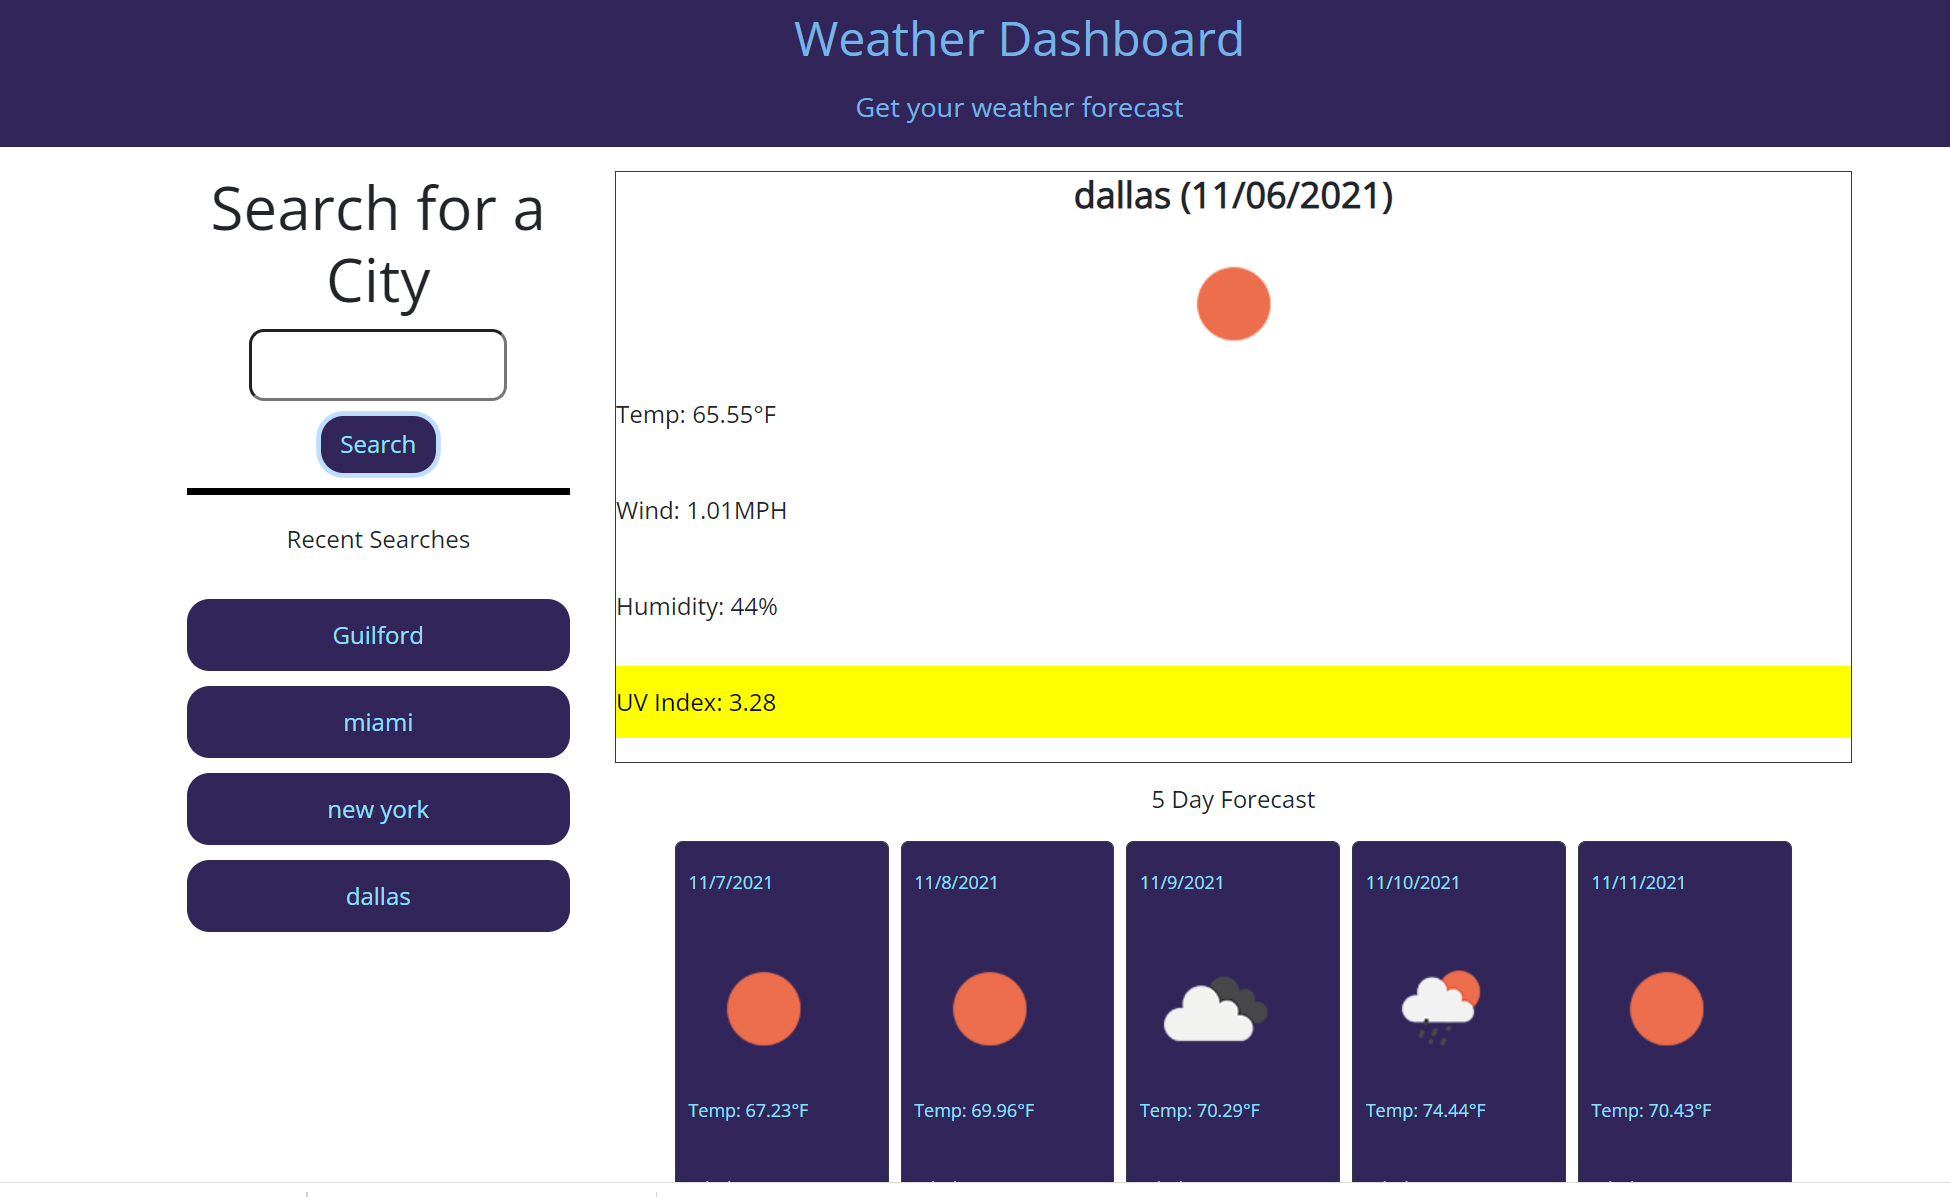 Weather Dashboard
Get your weather forecast
Search for a
City
Search
Recent Searches
Guilford
miami
new york
dallas
dallas (11/06/2021)
Temp: 65.55°F
Wind: 1.01MPH
Humidity: 44%
UV Index: 3.28
5 Day Forecast
11/7/2021
Temp: 67.23°F
11/8/2021
Temp: 69.96°F
11/9/2021
Temp: 70.29°F
11/10/2021
Temp: 74.44°F
11/11/2021
Temp: 70.43°F